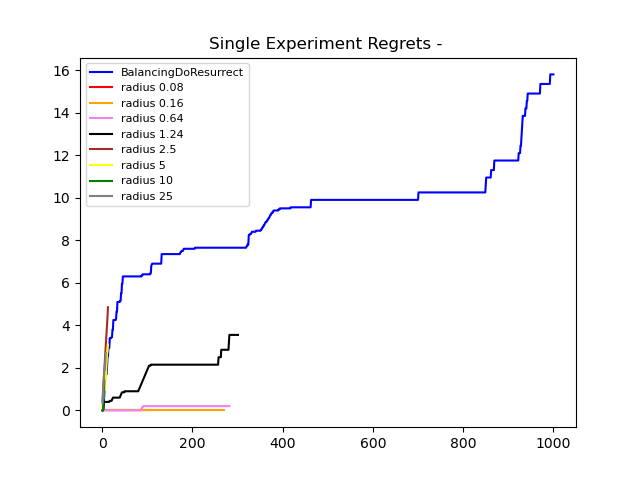 Single Experiment Regrets -
16
14
12
10
8
6
4
2
0
BalancingDoResurrect
radius 0.08
radius 0.16
radius 0.64
radius 1.24
radius 2.5
radius 5
radius 10
radius 25
0 200 400 600 800 1000